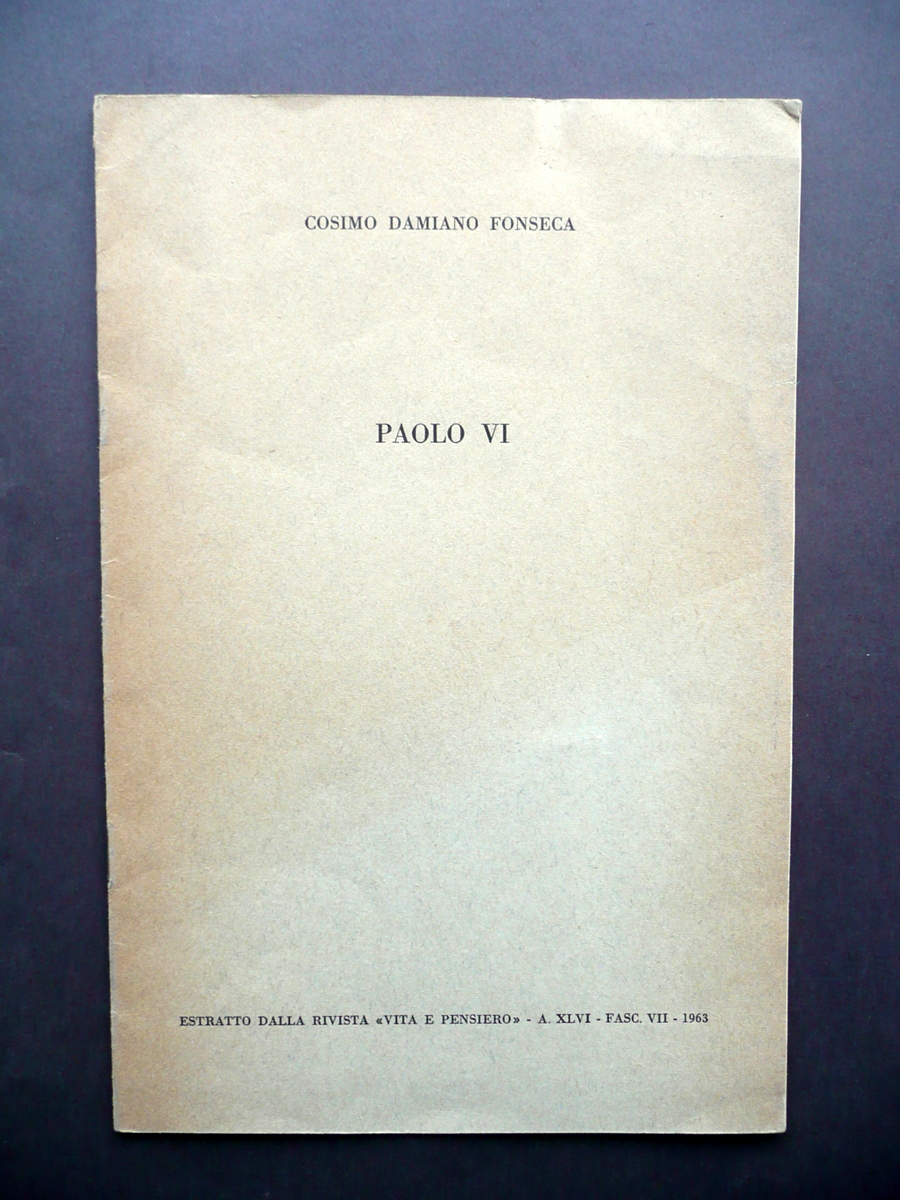 COSIMO DAMIANO FONSECA
PAOLO VI
ESTRATTO DALLA RIVISTA «VITA E PENSIERO» - A. XLVI - FASC. VII - 1963